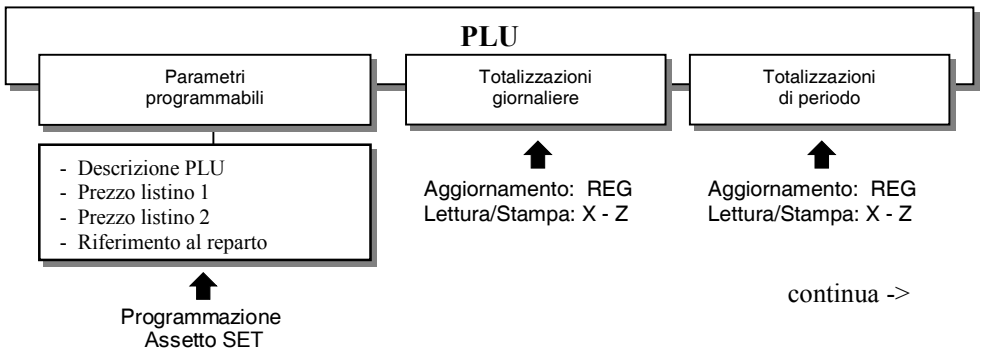 PLU
Parametri
programmabili
Totalizzazioni
giornaliere
Totalizzazioni
di periodo
- Descrizione PLU
- Prezzo listino 1
- Prezzo listino 2
- Riferimento al reparto
Aggiornamento: REG
Lettura/Stampa: X - Z
Aggiornamento: REG
Lettura/Stampa: X - Z
continua ->
Programmazione
Assetto SET